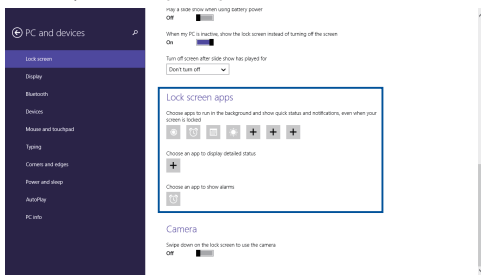 PC and devices
Lock screen
Display
Bluetooth
Devices
Mouse and touchpad
Typing
Corners and edges
Power and sleep
AutoPlay
PC info
Play a slide show when using battery power
Off
When my PC is inactive, show the lock screen instead of turning off the screen
On
Turn off screen after slide show has played for
Don't turn off
Lock screen apps
Choose apps to run in the background and show quick status and notifications, even when your
screen is locked
Choose an app to display detailed status
Choose an app to show alarms
Camera
Swipe down on the lock screen to use the camera
Off